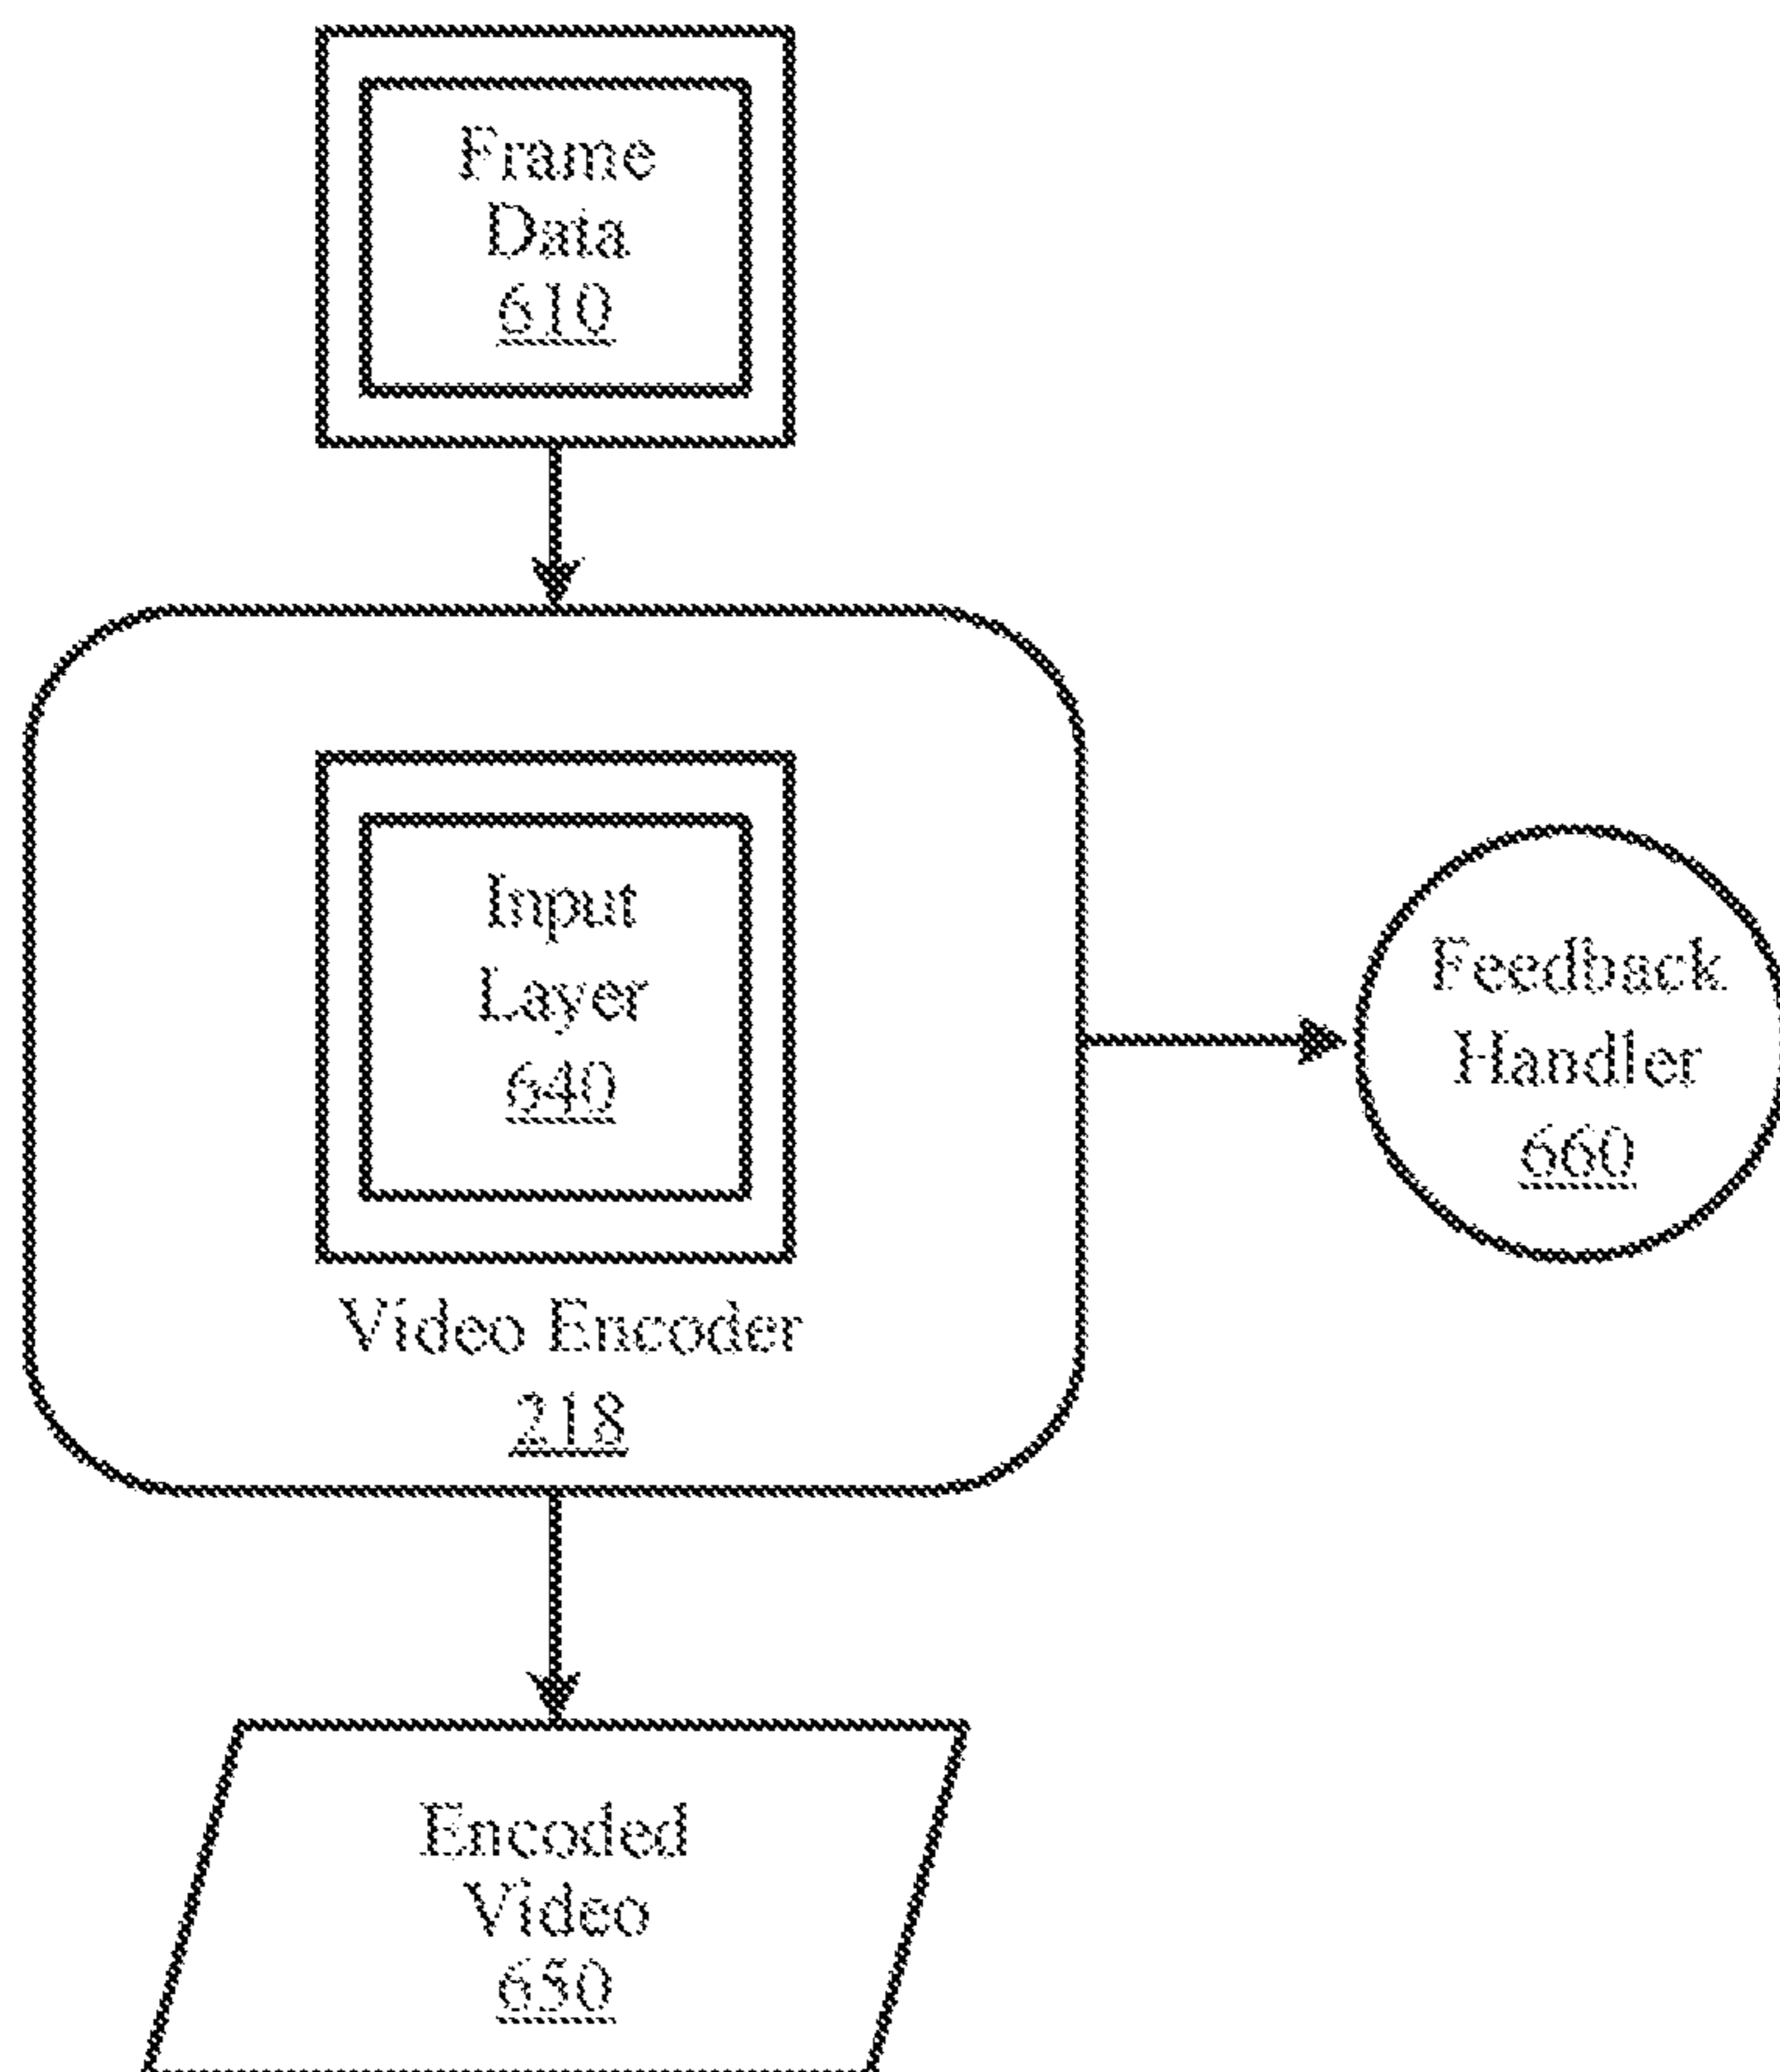 Frame
Data
610
Input
Layer
640
Video Encoder
218
Feedback
Handler
660
Encoded
Video
650